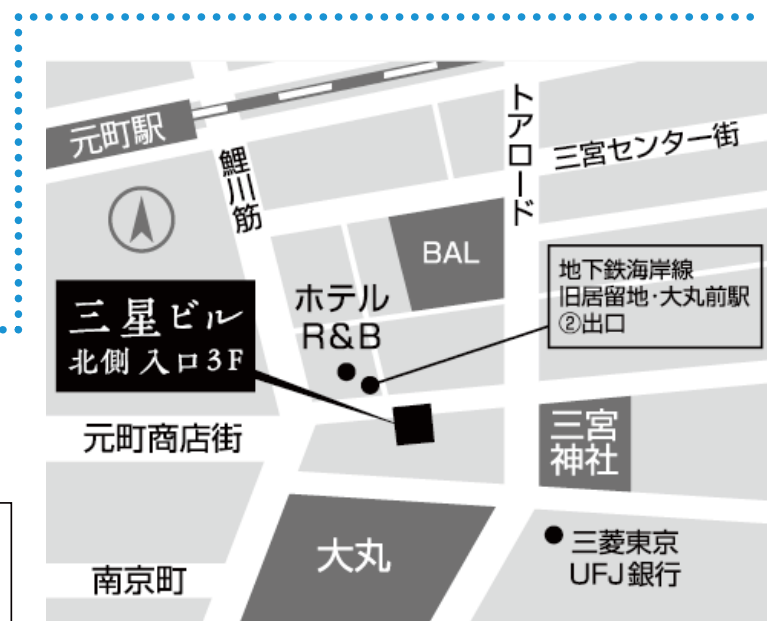 元町駅
鯉川筋
トアロード
三宮センター街
BAL
地下鉄海岸線
旧居留地・大丸前駅
②出口
ホテル
R&B
三星ビル
北側 入口3F
元町商店街
三宮
神社
大丸
三菱東京
UFJ銀行
南京町